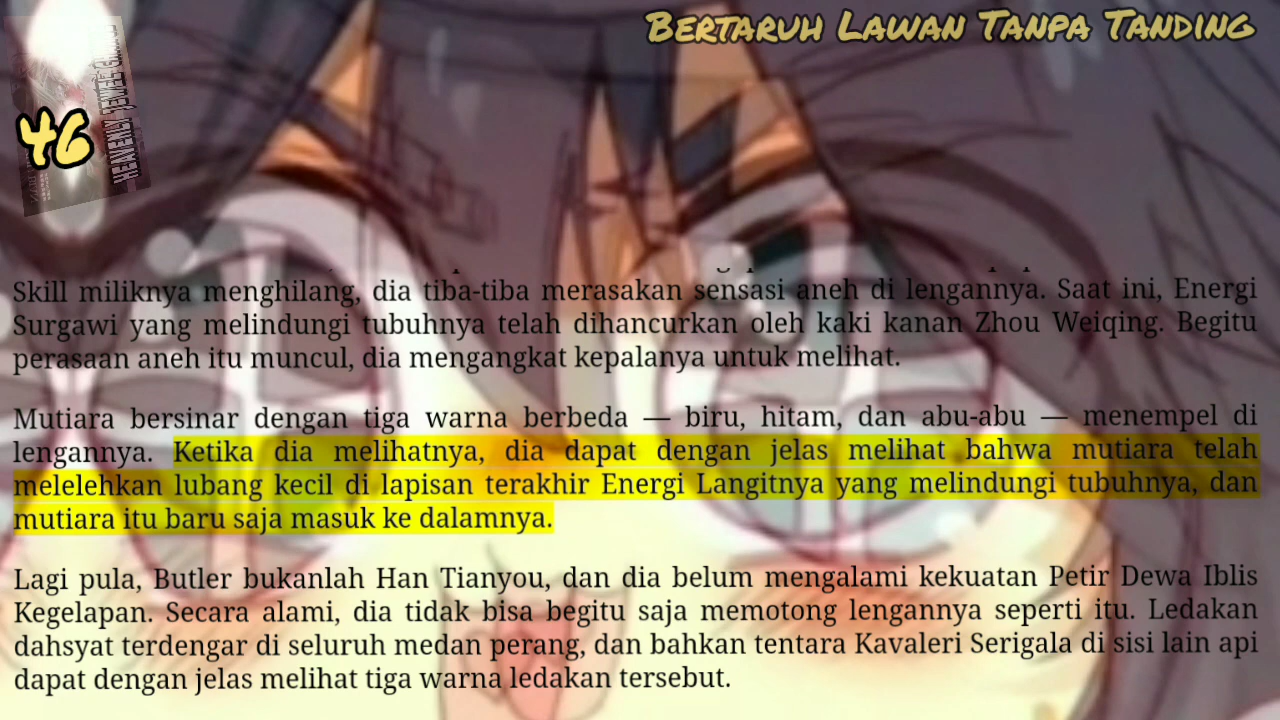 Bertaruh Lawan Tanpa Tanding
46
HEAVENLY JEWEL CHANGE
Skill miliknya menghilang, dia tiba-tiba merasakan sensasi aneh di lengannya. Saat ini, Energi
Surgawi yang melindungi tubuhnya telah dihancurkan oleh kaki kanan Zhou Weiqing. Begitu
perasaan aneh itu muncul, dia mengangkat kepalanya untuk melihat.
Mutiara bersinar dengan tiga warna berbeda — biru, hitam, dan abu-abu — menempel di
lengannya. Ketika dia melihatnya, dia dapat dengan jelas melihat bahwa mutiara telah
melelehkan lubang kecil di lapisan terakhir Energi Langitnya yang melindungi tubuhnya, dan
mutiara itu baru saja masuk ke dalamnya.
Lagi pula, Butler bukanlah Han Tianyou, dan dia belum mengalami kekuatan Petir Dewa Iblis
Kegelapan. Secara alami, dia tidak bisa begitu saja memotong lengannya seperti itu. Ledakan
dahsyat terdengar di seluruh medan perang, dan bahkan tentara Kavaleri Serigala di sisi lain api
dapat dengan jelas melihat tiga warna ledakan tersebut.